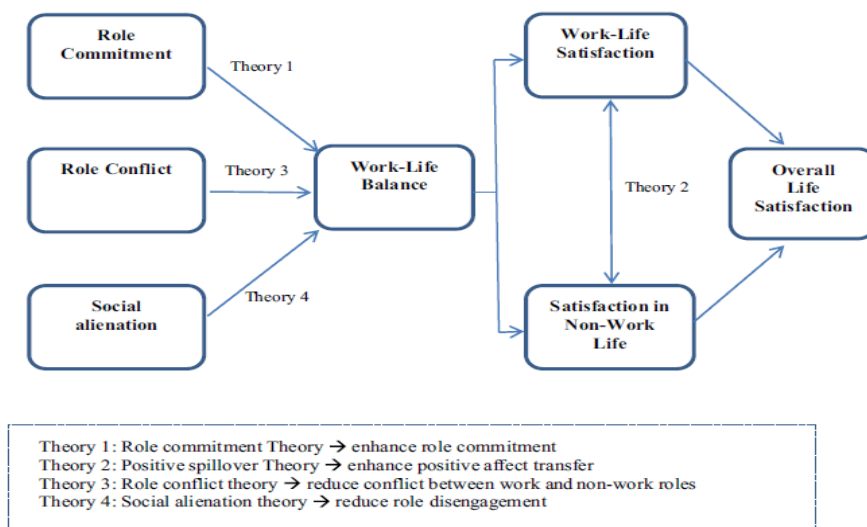 Role
Commitment
Theory 1
Work-Life
Satisfaction
Role Conflict
Theory 3
Work-Life
Balance
Theory 2
Overall
Life
Satisfaction
Social
alienation
Theory 4
Satisfaction in
Non-Work
Life
Theory 1: Role commitment Theory → enhance role commitment
Theory 2: Positive spillover Theory → enhance positive affect transfer
Theory 3: Role conflict theory → reduce conflict between work and non-work roles
Theory 4: Social alienation theory → reduce role disengagement